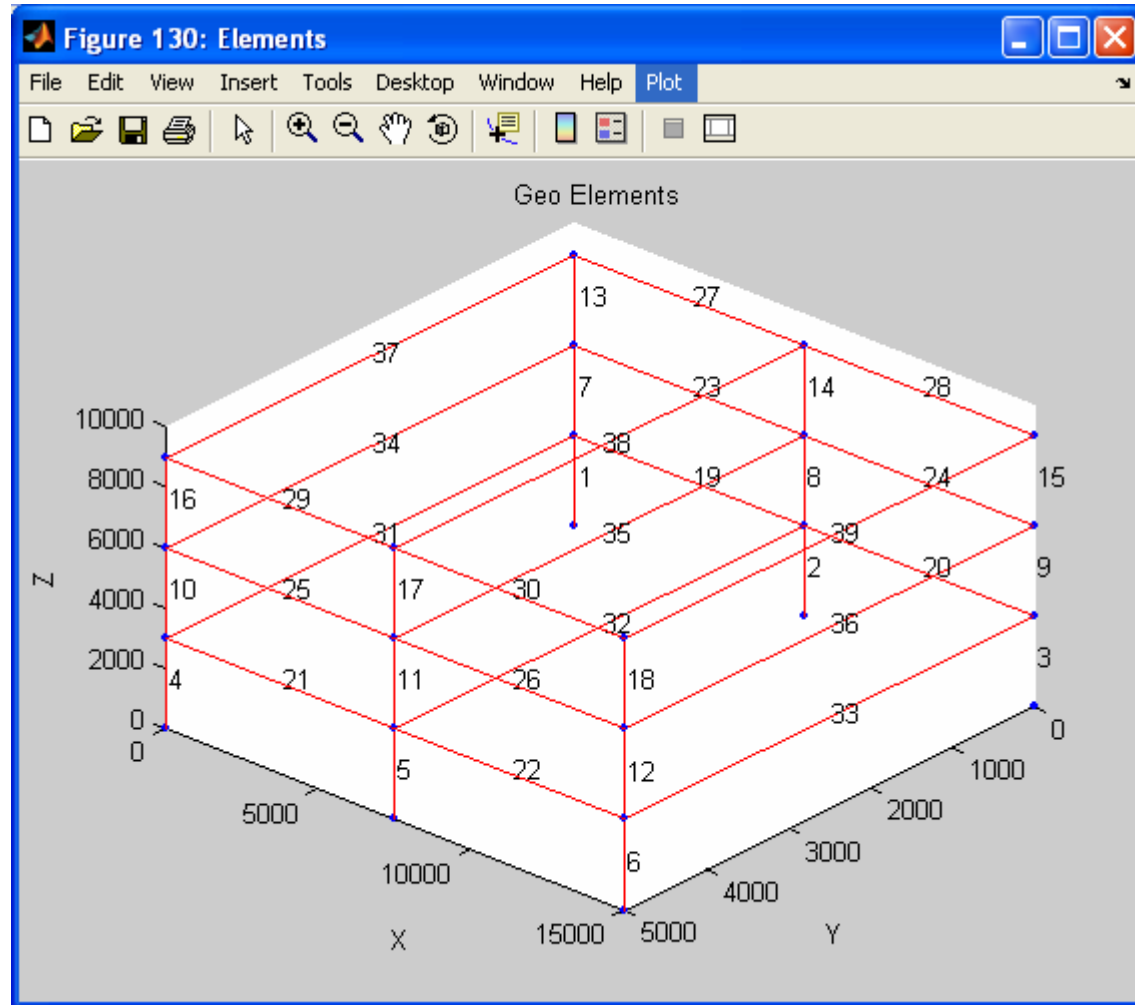 Figure 130: Elements
File Edit View Insert Tools Desktop Window Help Plot
Geo Elements
13 27
37
7 23 14 28
10000
34 38
8000 1 19 8 24 15
16 29
6000 31 35 39
Z
10 25 17 30 2 20 9
4000
32 36
2000
4 21 11 26 18 3
0 33
0 0
5 22 12 1000
5000 2000
3000
10000 6 4000
X 15000 5000 Y